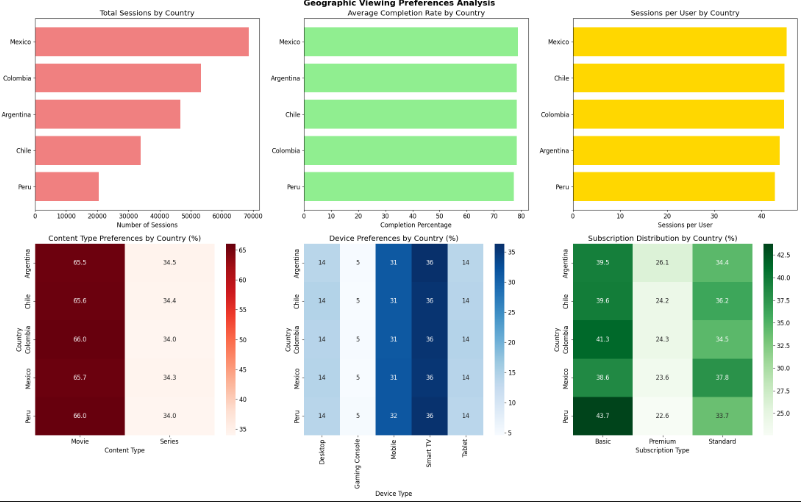 Geographic Viewing Preferences Analysis
Total Sessions by Country
Mexico
Colombia
Argentina
Chile
Peru
0 10000 20000 30000 40000 50000 60000 70000
Number of Sessions
Average Completion Rate by Country
Mexico
Argentina
Chile
Colombia
Peru
0 10 20 30 40 50 60 70 80
Completion Percentage
Sessions per User by Country
Mexico
Chile
Colombia
Argentina
Peru
0 10 20 30 40
Sessions per User
Content Type Preferences by Country (%)
Country
Argentina 65.5 34.5
Chile 65.6 34.4
Colombia 66.0 34.0
Mexico 65.7 34.3
Peru 66.0 34.0
Movie Series
Content Type
65
60
55
50
45
40
35
Device Preferences by Country (%)
Country
Argentina 14 5 31 36 14
Chile 14 5 31 36 14
Colombia 14 5 31 36 14
Mexico 14 5 31 36 14
Peru 14 5 32 36 14
Desktop Gaming Console Mobile Smart TV Tablet
Device Type
35
30
25
20
15
10
5
Subscription Distribution by Country (%)
Country
Argentina 39.5 26.1 34.4
Chile 39.6 24.2 36.2
Colombia 41.3 24.3 34.5
Mexico 38.6 23.6 37.8
Peru 43.7 22.6 33.7
Basic Premium Standard
Subscription Type
42.5
40.0
37.5
35.0
32.5
30.0
27.5
25.0